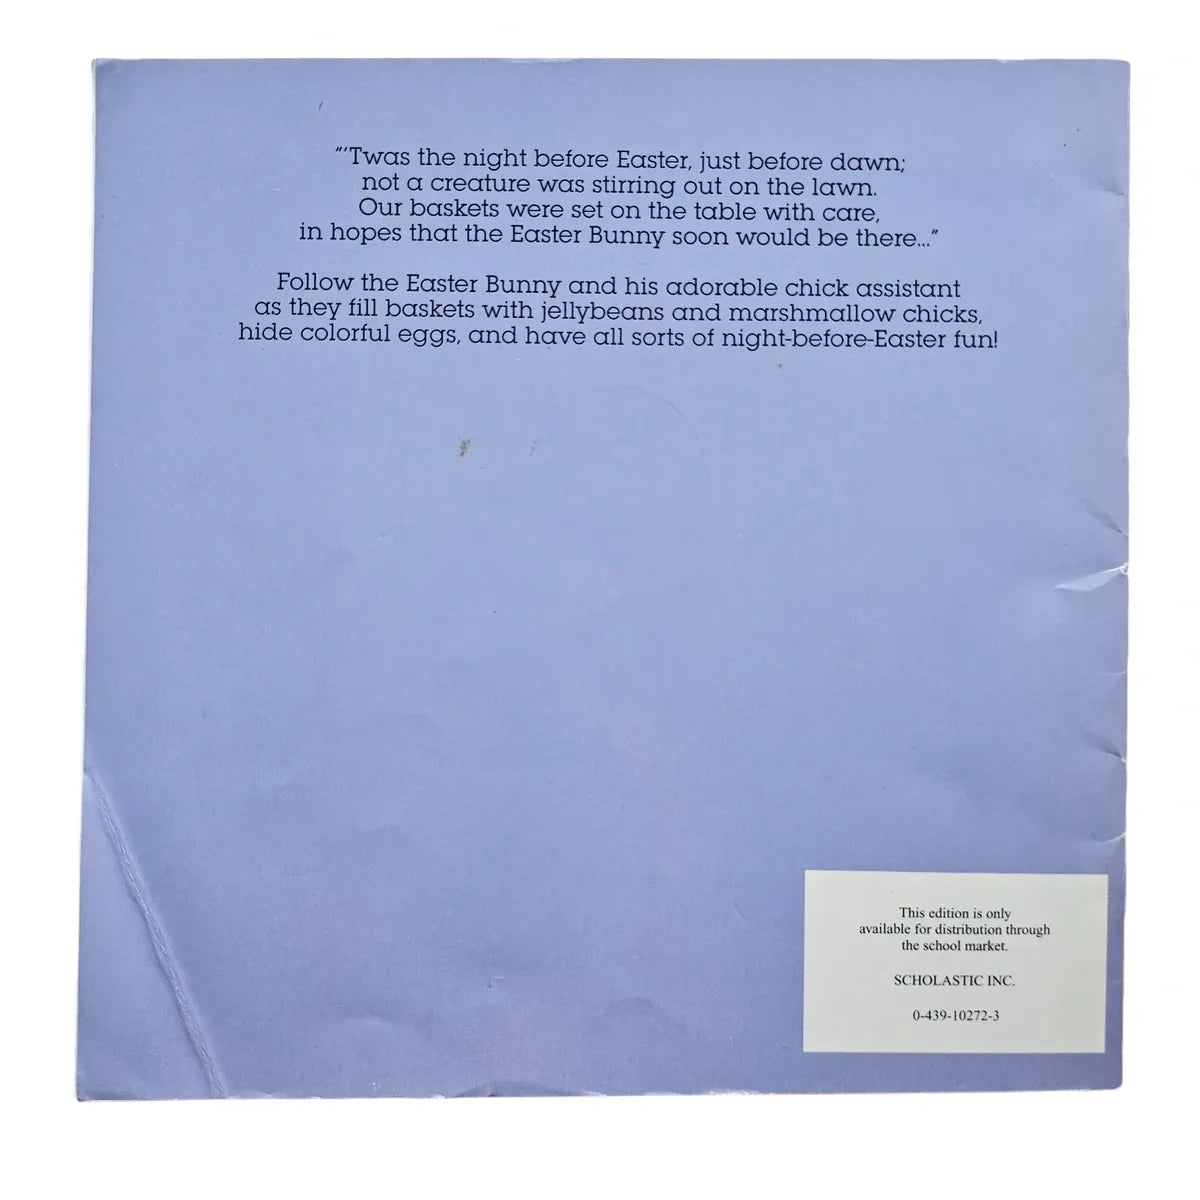 "'Twas the night before Easter, just before dawn;
not a creature was stirring out on the lawn.
Our baskets were set on the table with care,
in hopes that the Easter Bunny soon would be there..."
Follow the Easter Bunny and his adorable chick assistant
as they fill baskets with jellybeans and marshmallow chicks,
hide colorful eggs, and have all sorts of night-before-Easter fun!
This edition is only
available for distribution through
the school market.
SCHOLASTIC INC.
0-439-10272-3